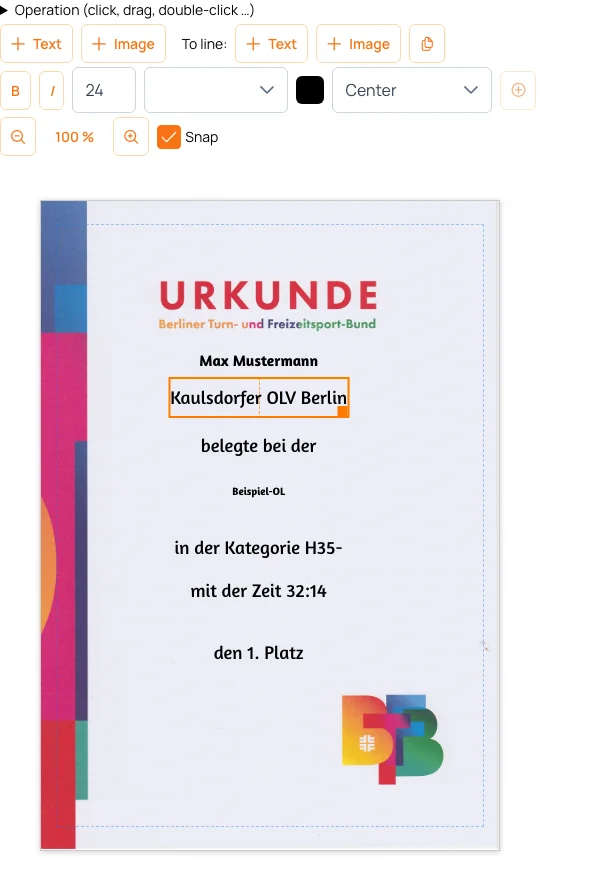 Operation (click, drag, double-click ...)
Text
Image
To line:
Text
Image
B
I
24
Center
100 %
Snap
URKUNDE
Berliner Turn- und Freizeitsport-Bund
Max Mustermann
Kaulsdorfer OLV Berlin
belegte bei der
Beispiel-OL
in der Kategorie H35-
mit der Zeit 32:14
den 1. Platz
BTFB